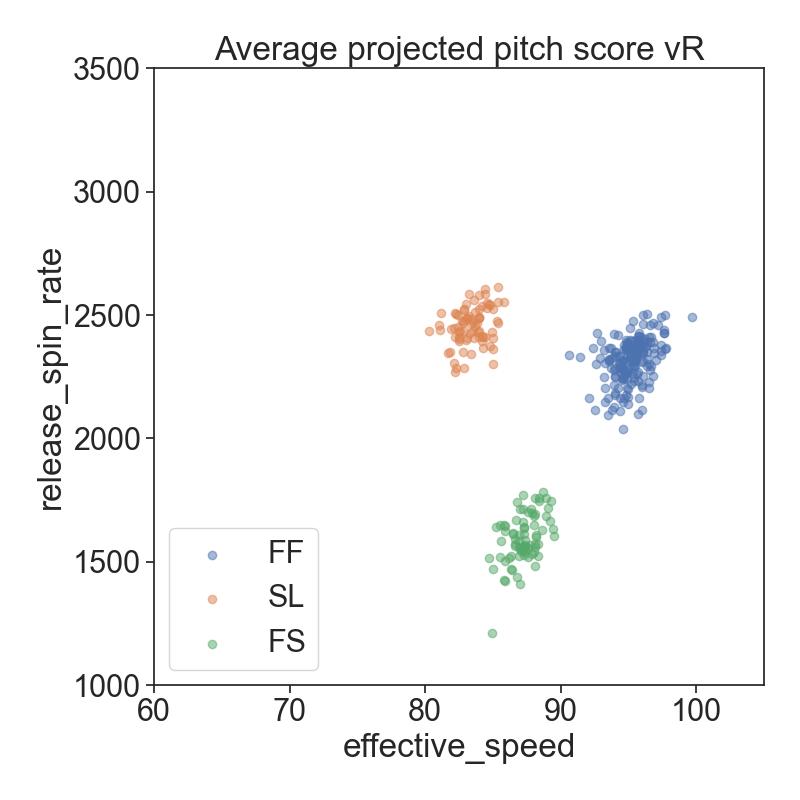 Average projected pitch score vR
3500
3000
2500
2000
1500
1000
release_spin_rate
FF
SL
FS
60 70 80 90 100
effective_speed